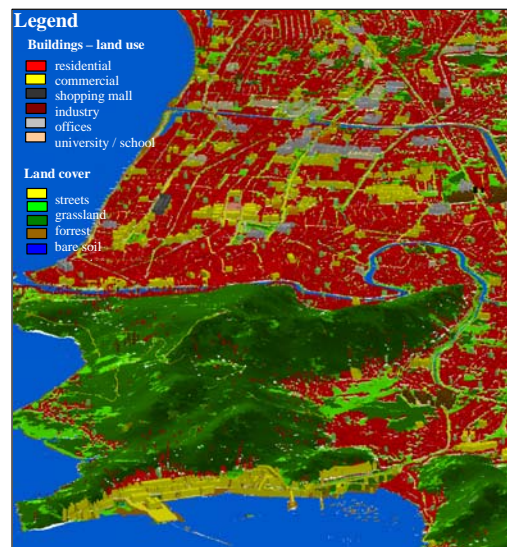 Legend
Buildings – land use
residential
commercial
shopping mall
industry
offices
university / school
Land cover
streets
grassland
forrest
bare soil